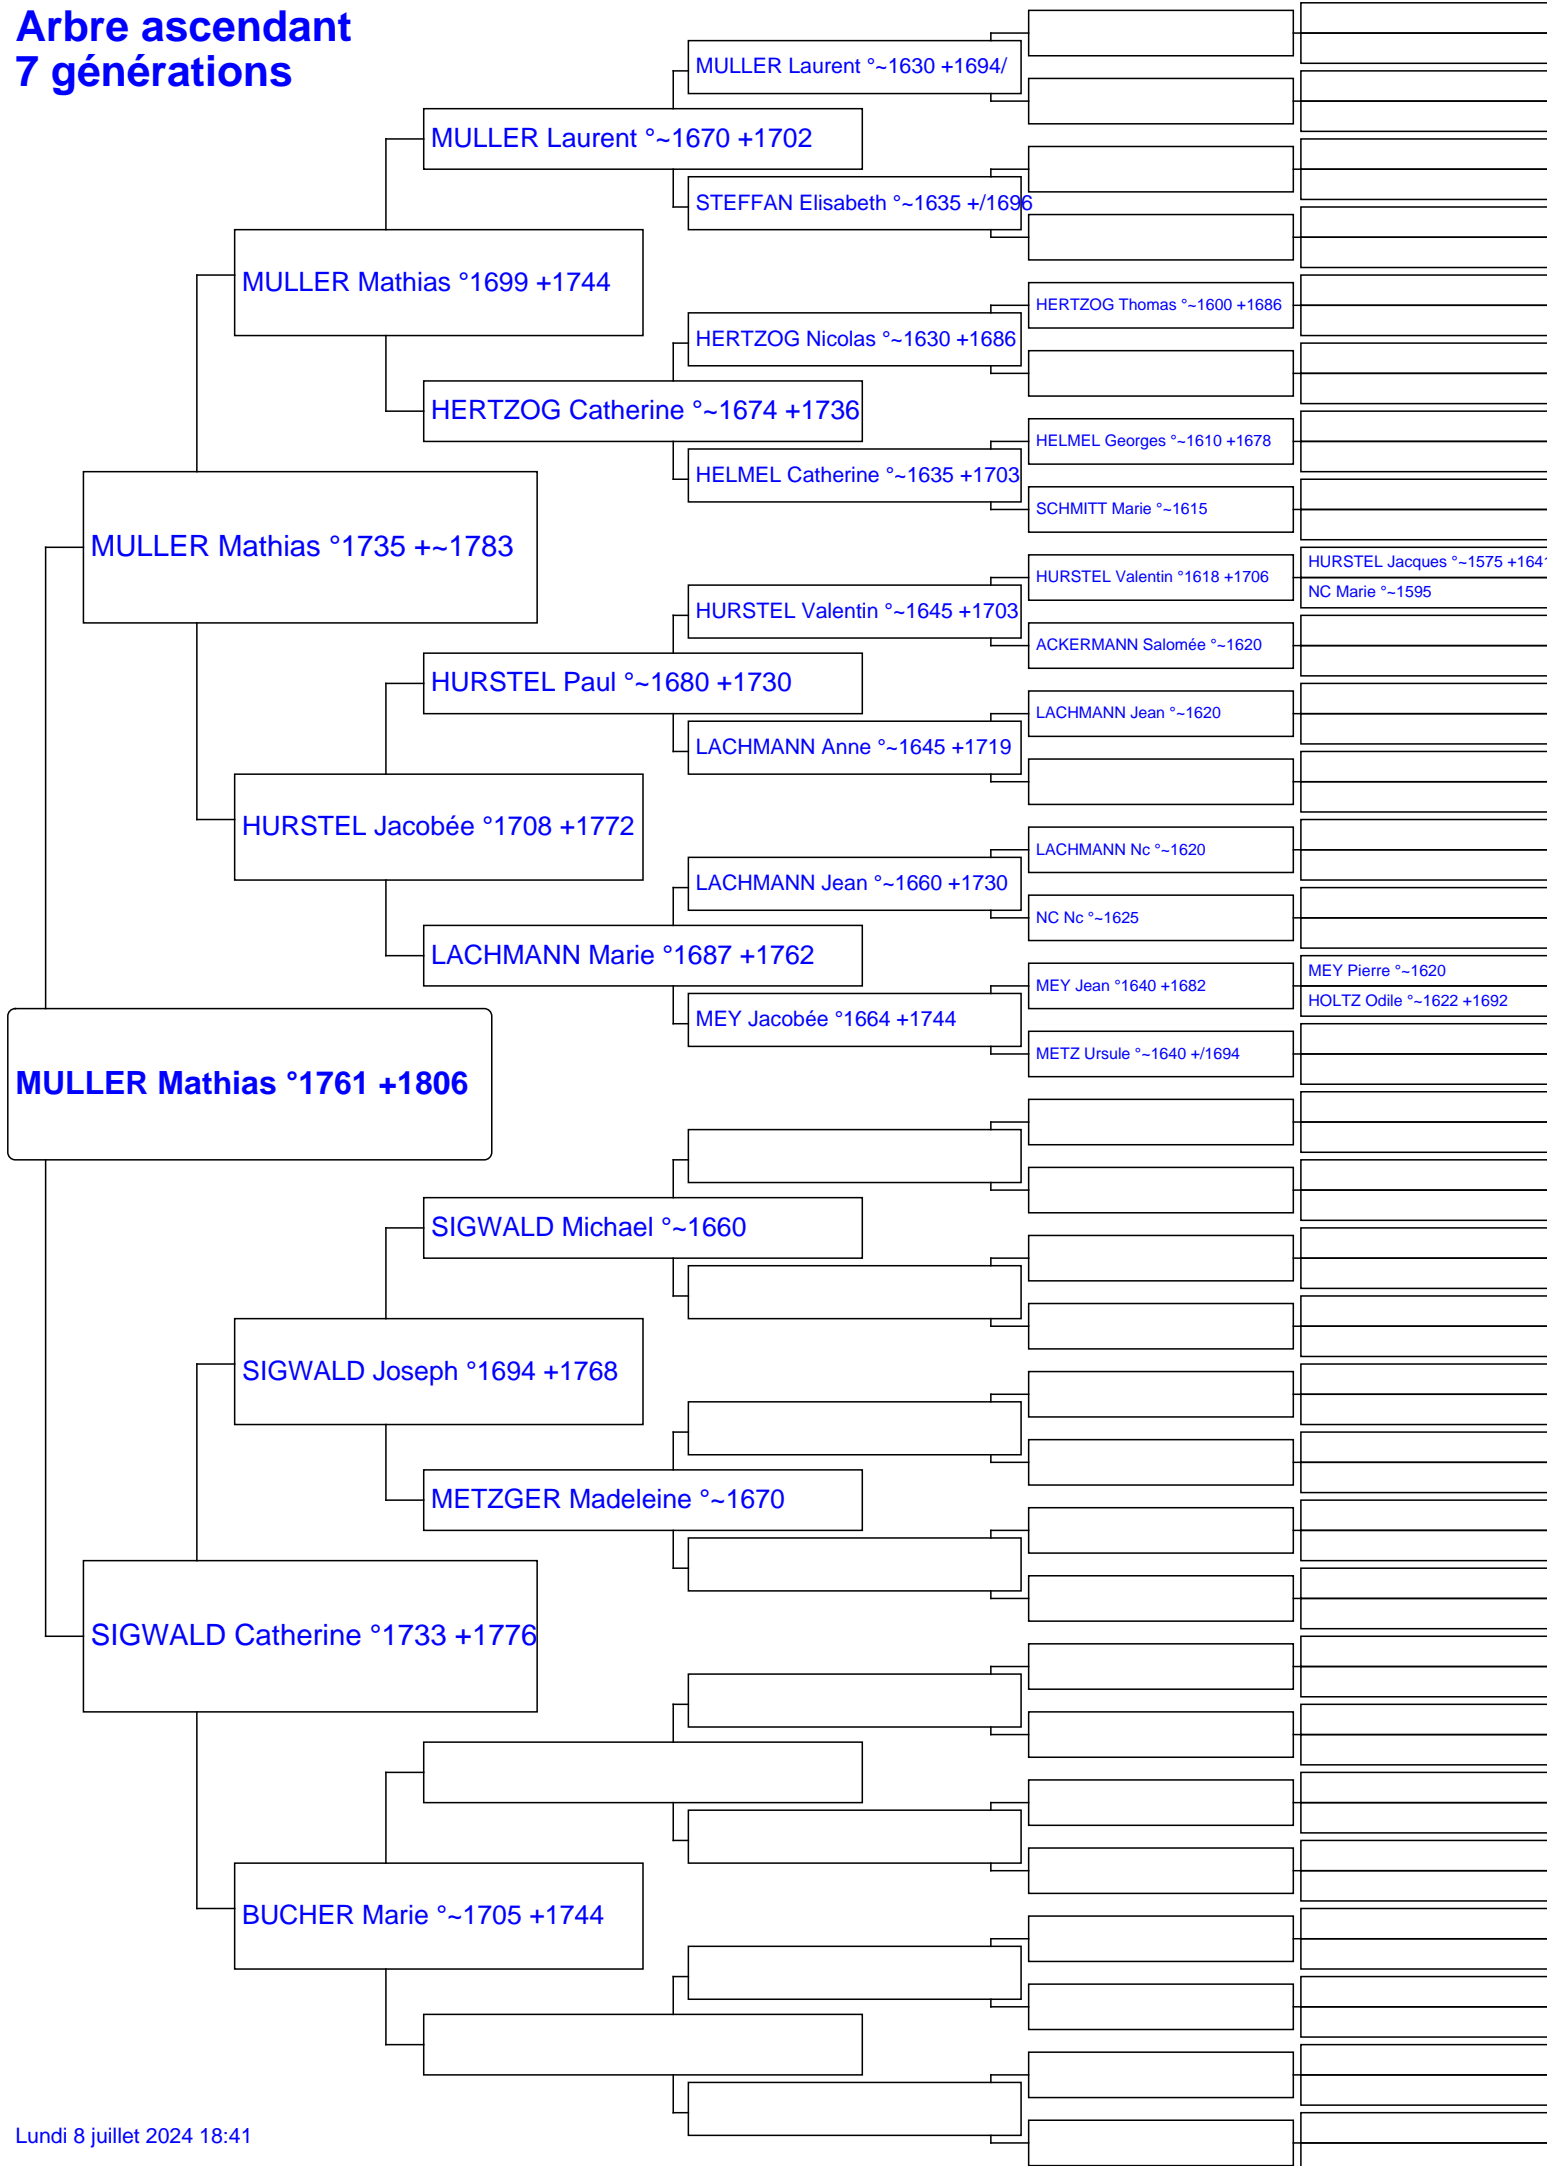 Arbre ascendant
7 générations
MULLER Laurent °~1630 +1694/
MULLER Laurent °~1670 +1702
STEFFAN Elisabeth °~1635 +/1696
MULLER Mathias °1699 +1744
HERTZOG Thomas °~1600 +1686
HERTZOG Nicolas °~1630 +1686
HERTZOG Catherine °~1674 +1736
HELMEL Georges °~1610 +1678
HELMEL Catherine °~1635 +1703
SCHMITT Marie °~1615
MULLER Mathias °1735 +~1783
HURSTEL Jacques °~1575 +1641
HURSTEL Valentin °1618 +1706
NC Marie °~1595
HURSTEL Valentin °~1645 +1703
ACKERMANN Salomée °~1620
HURSTEL Paul °~1680 +1730
LACHMANN Jean °~1620
LACHMANN Anne °~1645 +1719
HURSTEL Jacobée °1708 +1772
LACHMANN Nc °~1620
LACHMANN Jean °~1660 +1730
NC Nc °~1625
LACHMANN Marie °1687 +1762
MEY Pierre °~1620
MEY Jean °1640 +1682
HOLTZ Odile °~1622 +1692
MEY Jacobée °1664 +1744
METZ Ursule °~1640 +/1694
MULLER Mathias °1761 +1806
SIGWALD Michael °~1660
SIGWALD Joseph °1694 +1768
METZGER Madeleine °~1670
SIGWALD Catherine °1733 +1776
BUCHER Marie °~1705 +1744
Lundi 8 juillet 2024 18:41